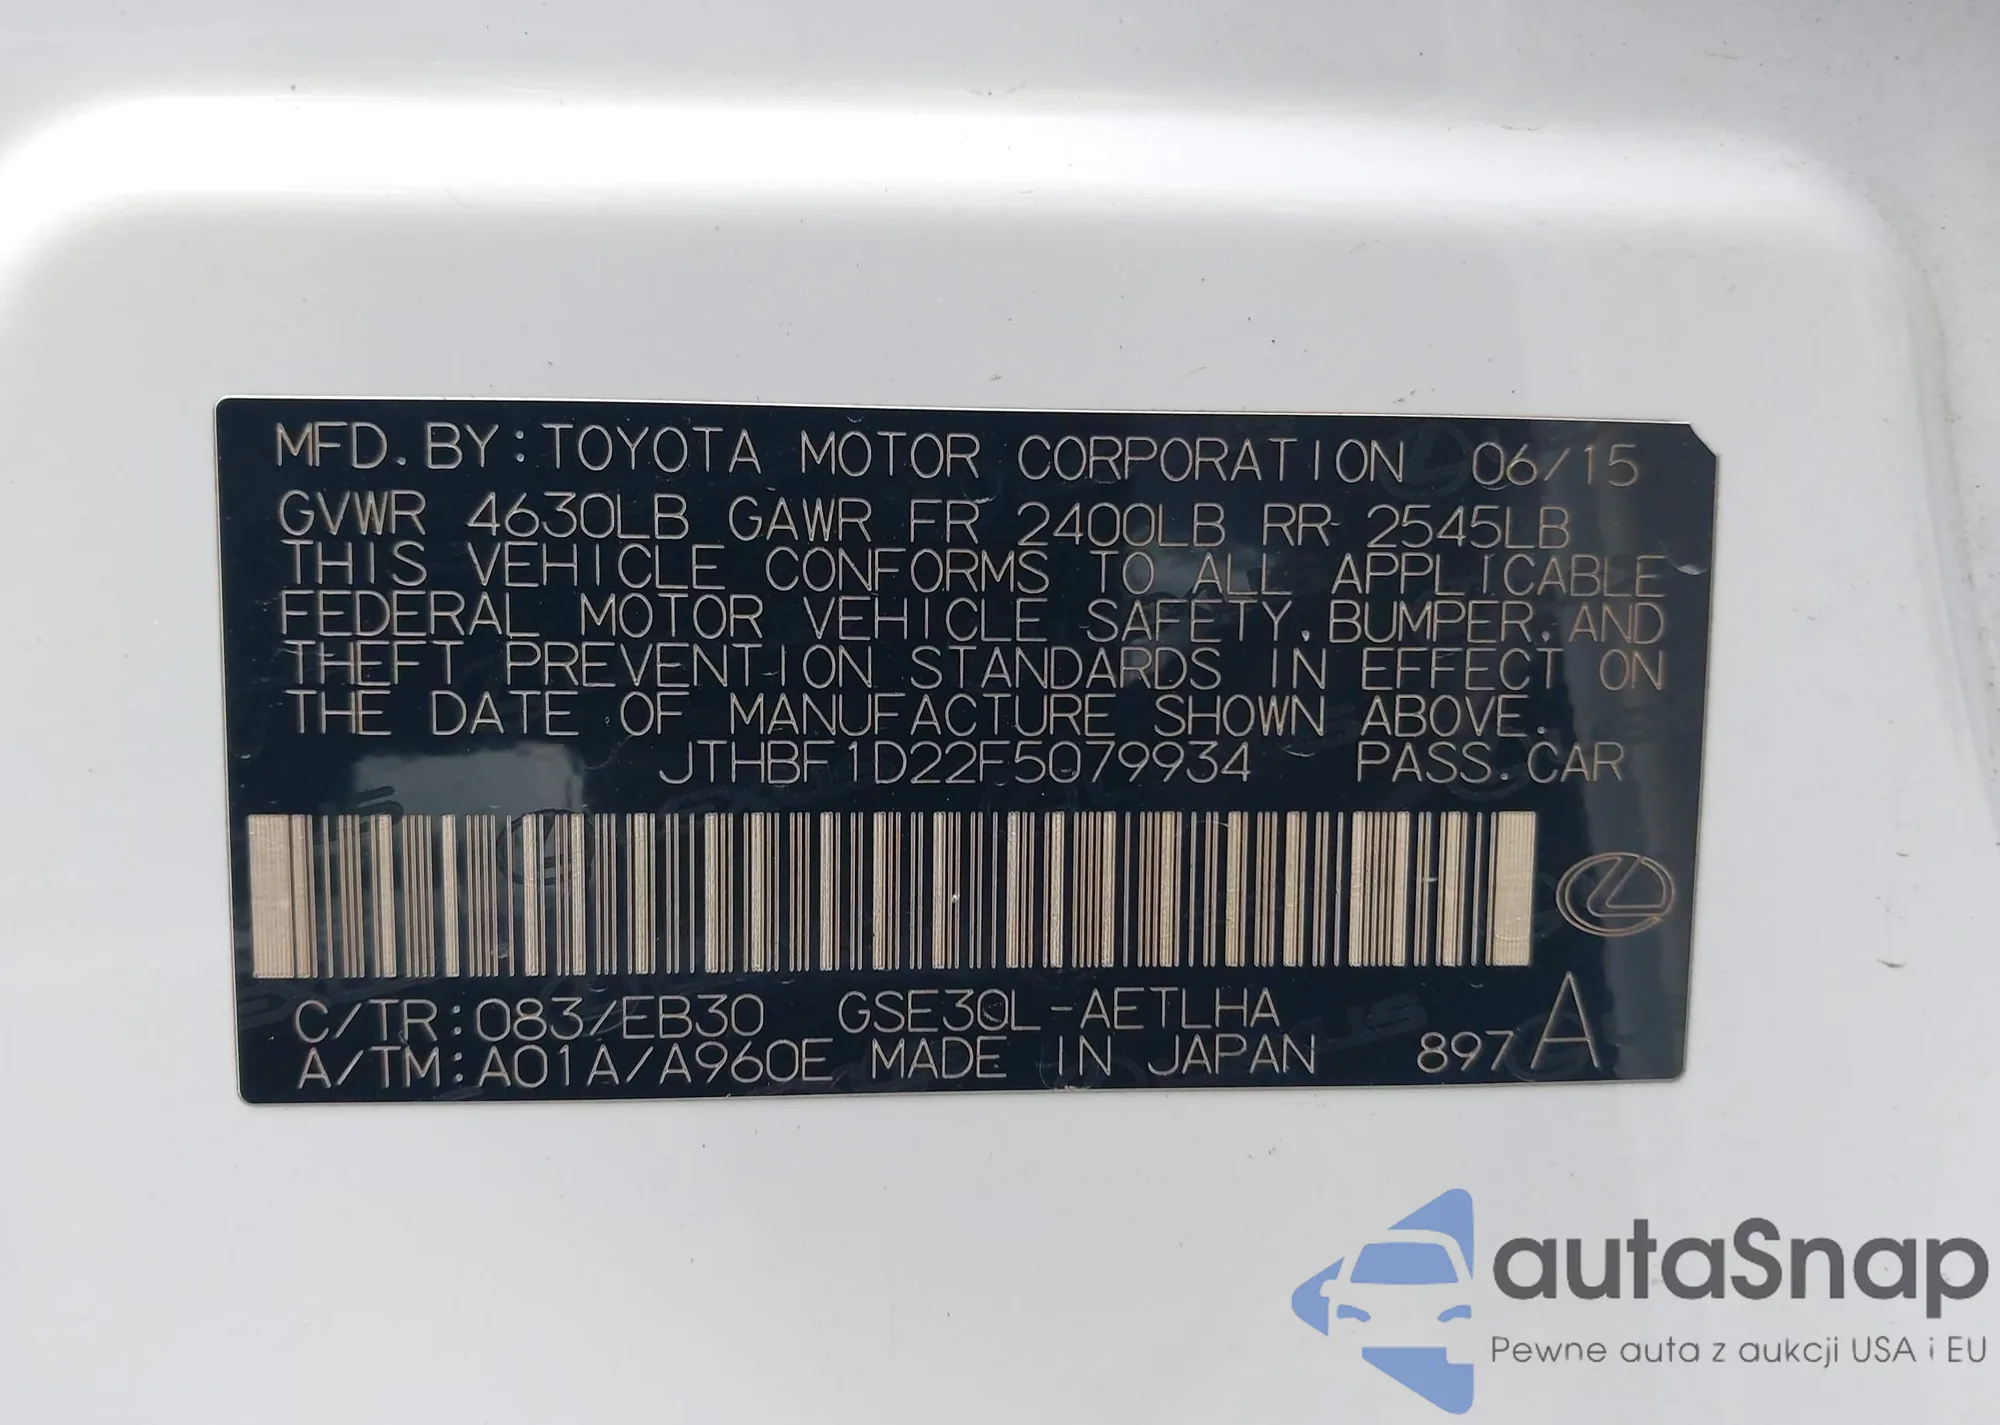 MFD. BY: TOYOTA MOTOR CORPORATION 06/15
GVWR 4630LB GAWR FR 2400LB RR 2545LB
THIS VEHICLE CONFORMS TO ALL APPLICABLE
FEDERAL MOTOR VEHICLE SAFETY, BUMPER, AND
THEFT PREVENTION STANDARDS IN EFFECT ON
THE DATE OF MANUFACTURE SHOWN ABOVE.
JTHBF1D22F5079934 PASS. CAR
C/TR: 083/EB30 GSE30L-AETLHA
A/TM: A01A/A960E MADE IN JAPAN 897A
autaSnap
Pewne auta z aukcji USA i EU